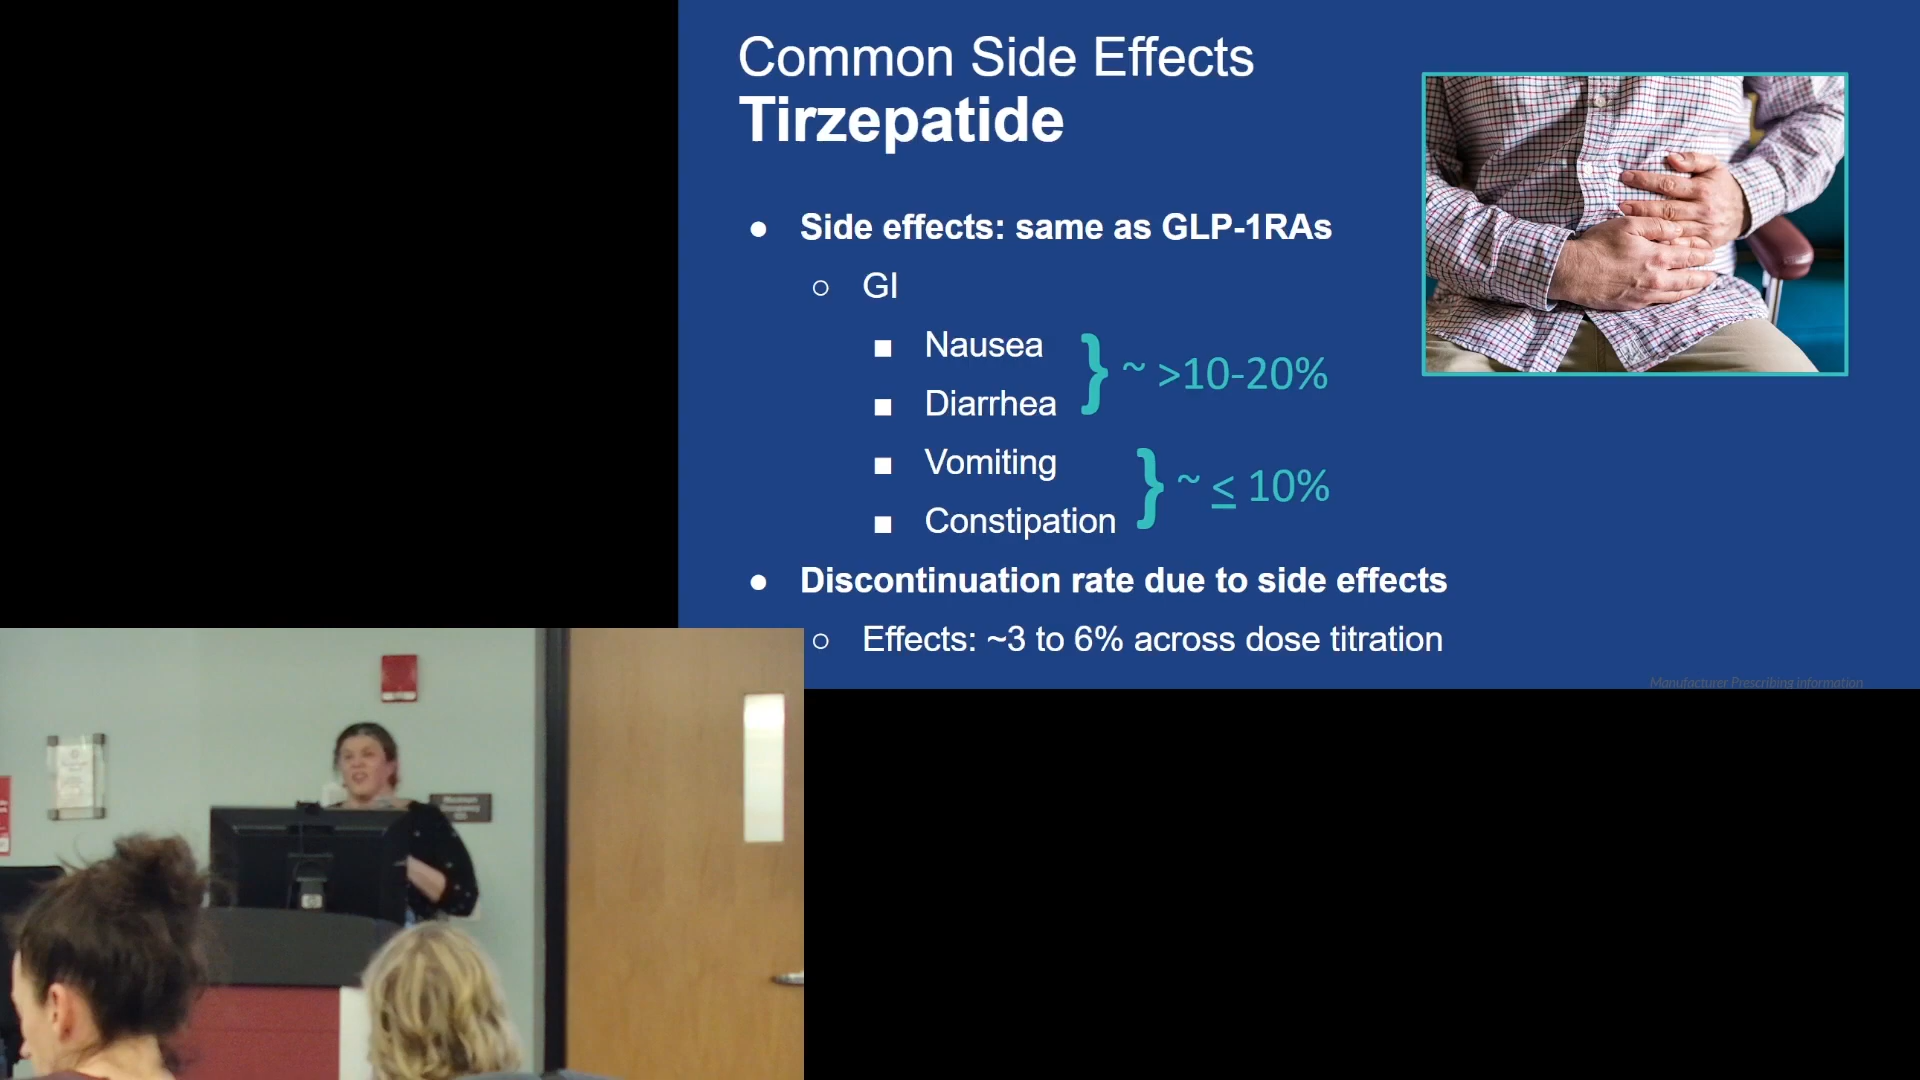 Common Side Effects
Tirzepatide
● Side effects: same as GLP-1RAs
○ GI
■ Nausea
■ Diarrhea
} ~ >10-20%
■ Vomiting
■ Constipation
} ~ ≤ 10%
● Discontinuation rate due to side effects
○ Effects: ~3 to 6% across dose titration
Manufacturer Prescribing information